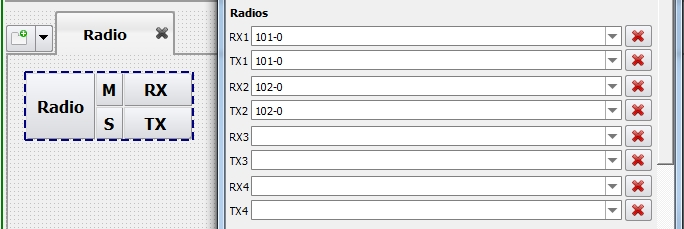 Radio
Radio M RX
S TX
Radios
RX1 101-0
TX1 101-0
RX2 102-0
TX2 102-0
RX3
TX3
RX4
TX4